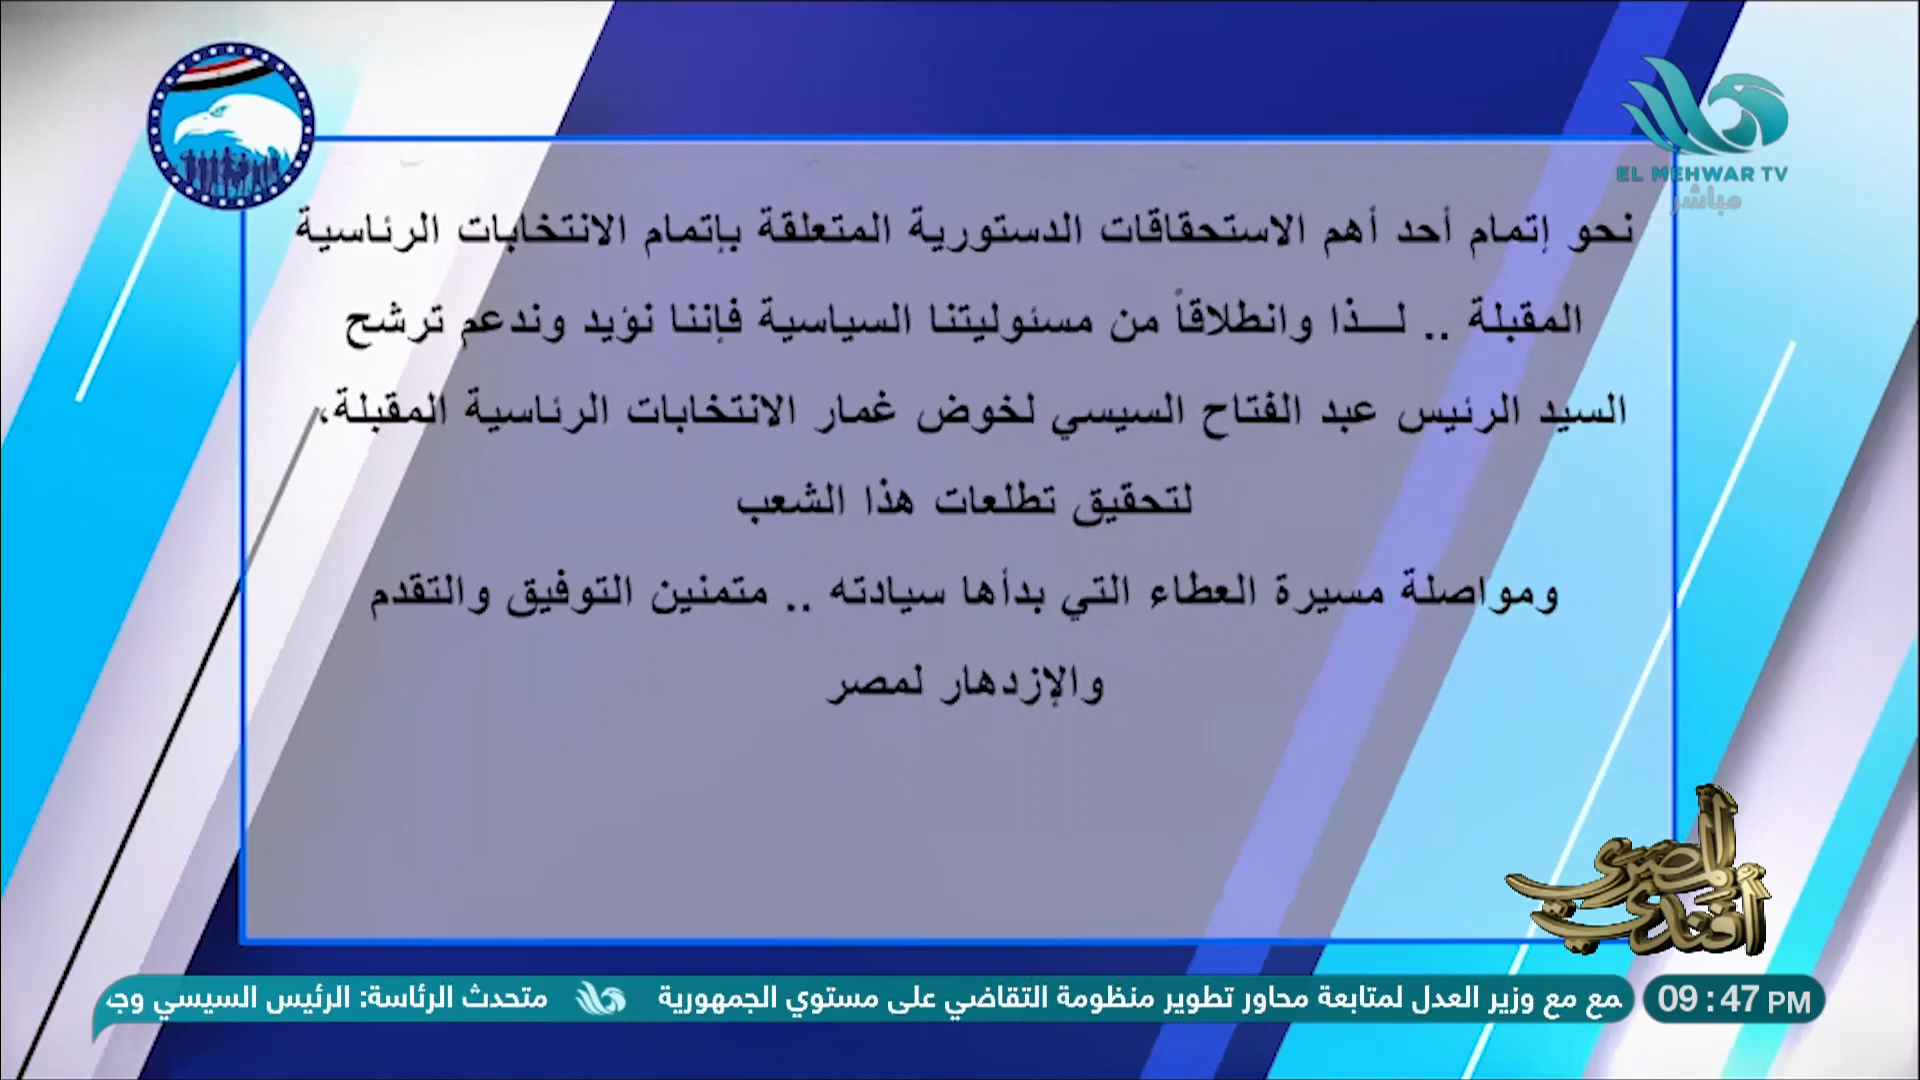 EL MEHWAR TV
مباشر
نحو إتمام أحد أهم الاستحقاقات الدستورية المتعلقة بإتمام الانتخابات الرئاسية
المقبلة .. لـــذا وانطلاقاً من مسئوليتنا السياسية فإننا نؤيد وندعم ترشح
السيد الرئيس عبد الفتاح السيسي لخوض غمار الانتخابات الرئاسية المقبلة،
لتحقيق تطلعات هذا الشعب
ومواصلة مسيرة العطاء التي بدأها سيادته .. متمنين التوفيق والتقدم
والإزدهار لمصر
المصري
أفندي
مع مع وزير العدل لمتابعة محاور تطوير منظومة التقاضي على مستوي الجمهورية متحدث الرئاسة: الرئيس السيسي وجـ
09:47 PM